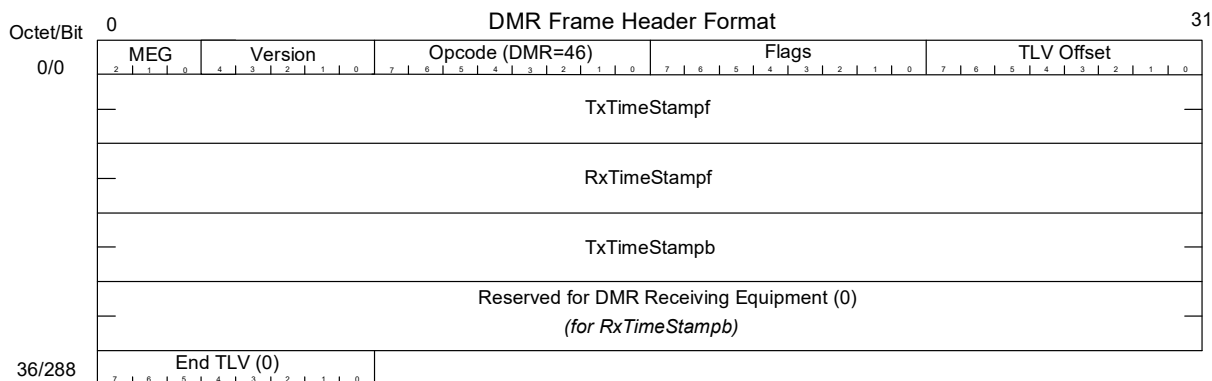 DMR Frame Header Format
Octet/Bit 0 31
MEG Version Opcode (DMR=46) Flags TLV Offset
0/0 2 1 0 4 3 2 1 0 7 6 5 4 3 2 1 0 7 6 5 4 3 2 1 0 7 6 5 4 3 2 1 0
TxTimeStampf
RxTimeStampf
TxTimeStampb
Reserved for DMR Receiving Equipment (0)
(for RxTimeStampb)
End TLV (0)
36/288 7 6 5 4 3 2 1 0